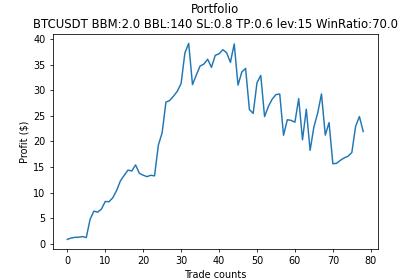 Portfolio
BTCUSDT BBM:2.0 BBL:140 SL:0.8 TP:0.6 lev:15 WinRatio:70.0
40
35
30
25
20
15
10
5
0
Profit ($)
0 10 20 30 40 50 60 70 80
Trade counts